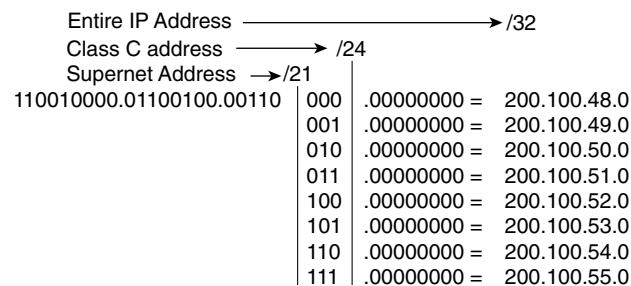 Entire IP Address /32
Class C address /24
Supernet Address /21
110010000.01100100.00110 000 .00000000 = 200.100.48.0
001 .00000000 = 200.100.49.0
010 .00000000 = 200.100.50.0
011 .00000000 = 200.100.51.0
100 .00000000 = 200.100.52.0
101 .00000000 = 200.100.53.0
110 .00000000 = 200.100.54.0
111 .00000000 = 200.100.55.0